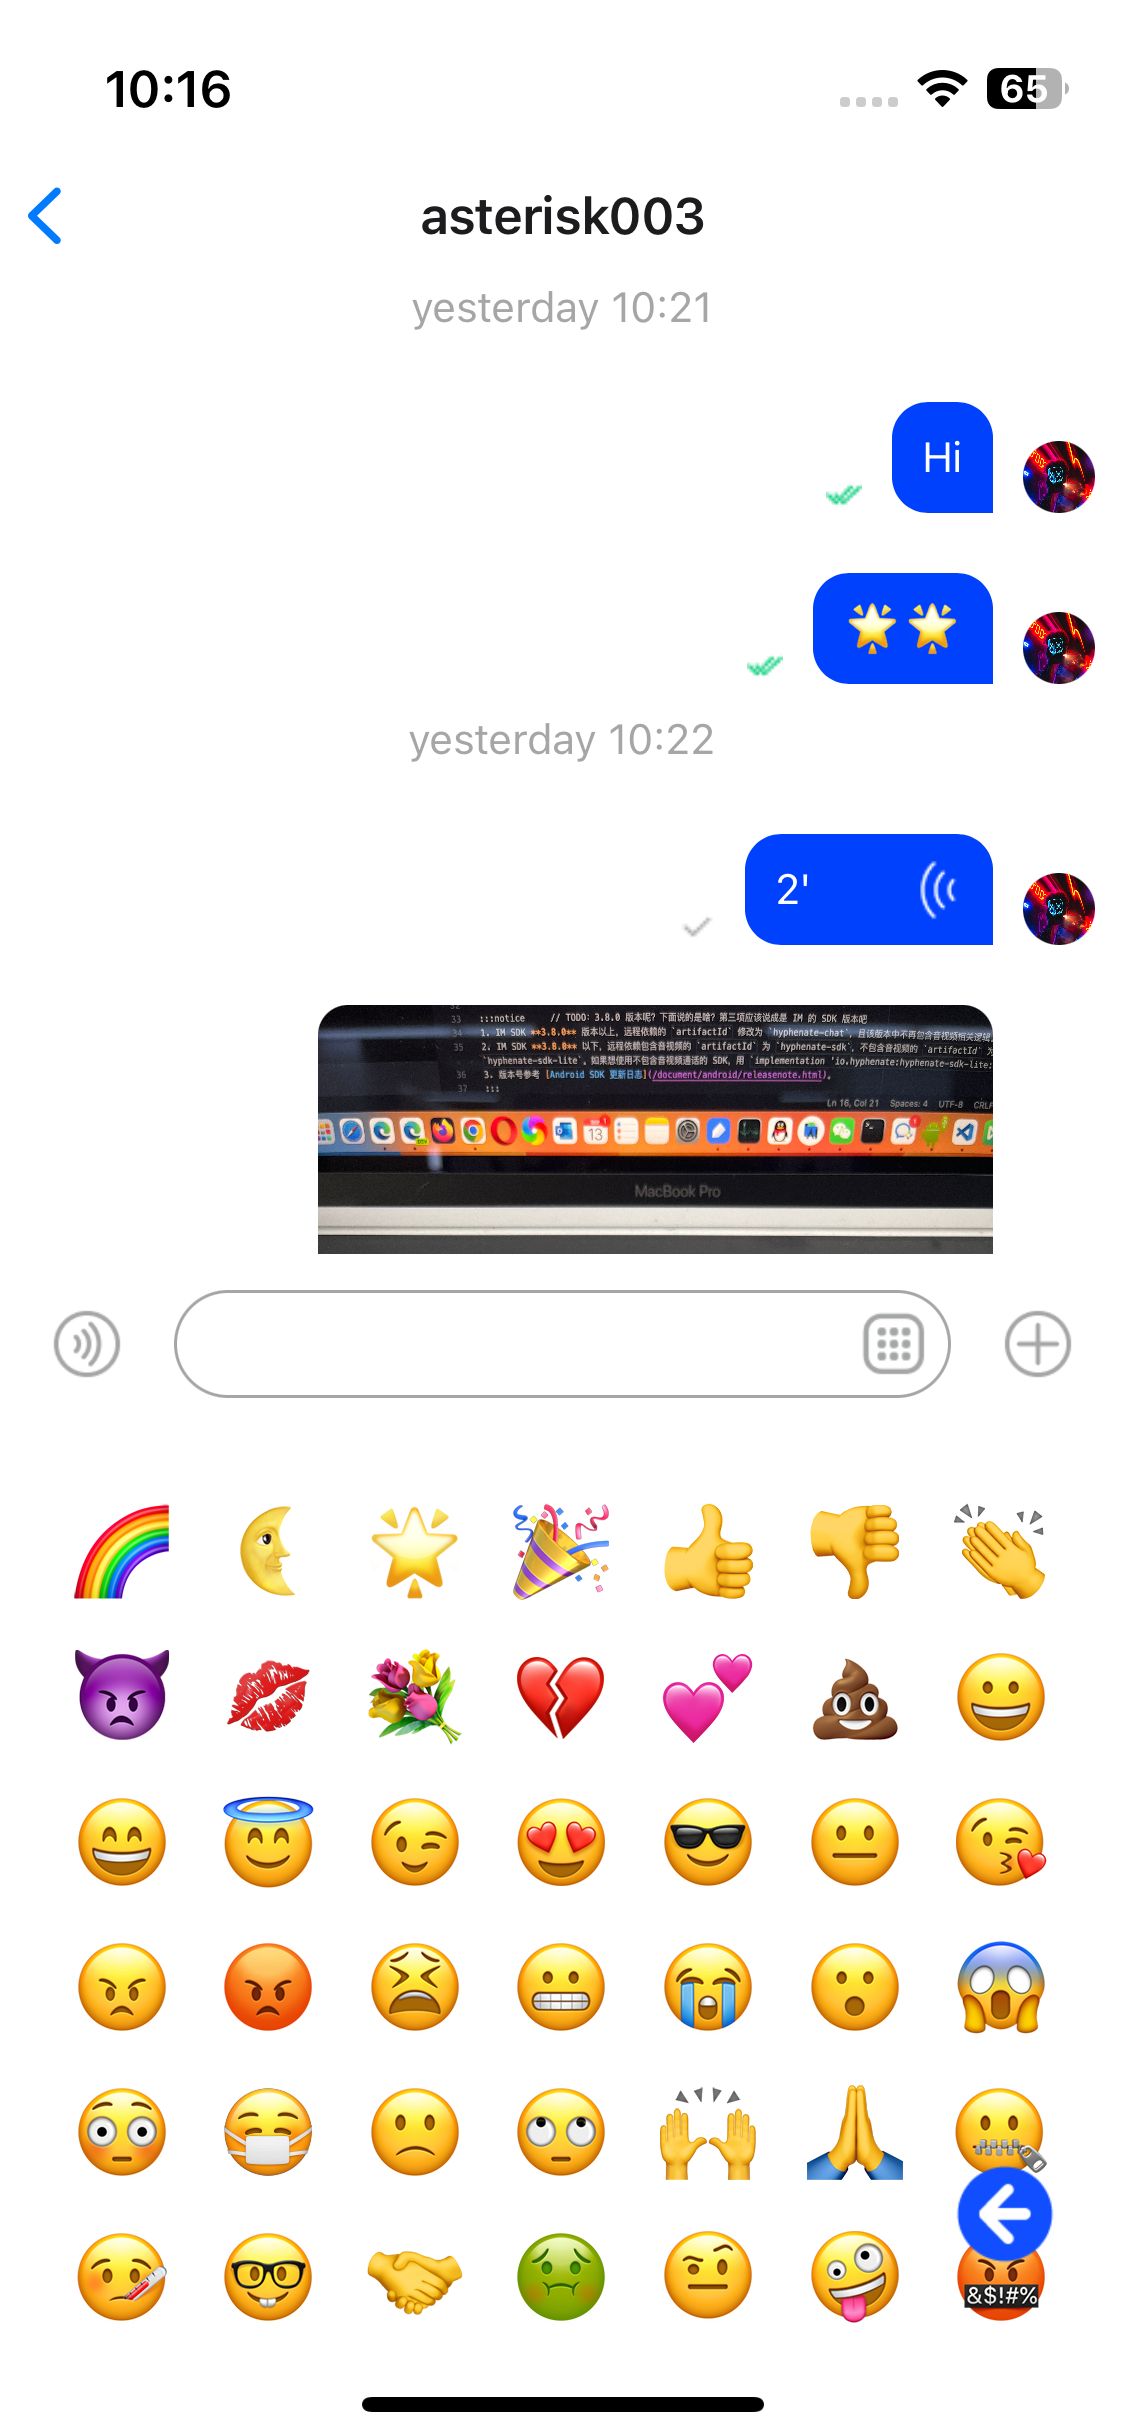 10:16
65
asterisk003
yesterday 10:21
Hi
yesterday 10:22
2'
33 :::notice // TODO: 3.8.0 版本呢? 下面说的是啥? 第三项应该说成是 IM 的 SDK 版本吧
34 1. IM SDK **3.8.0** 版本以上, 远程依赖的 `artifactId` 修改为 `hyphenate-chat`, 且该版本中不再包含音视频相关逻辑
35 2. IM SDK **3.8.0** 以下, 远程依赖包含音视频的 `artifactId` 为 `hyphenate-sdk`, 不包含音视频的 `artifactId` 为
`hyphenate-sdk-lite`。如果想使用不包含音视频通话的 SDK, 用 `implementation 'io.hyphenate:hyphenate-sdk-lite:
36 3. 版本号参考 [Android SDK 更新日志](/document/android/releasenote.html)。
37 :::
Ln 16, Col 21 Spaces: 4 UTF-8 CRLF
13
MacBook Pro
&$!#%